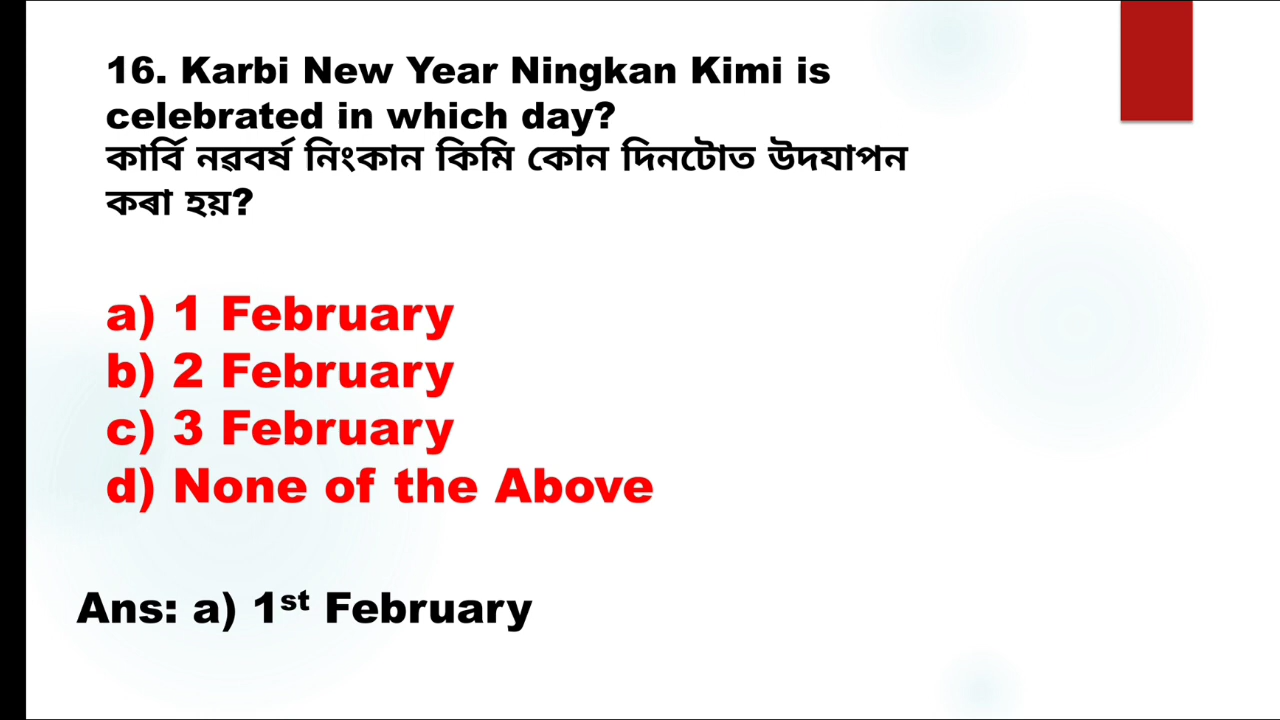 16. Karbi New Year Ningkan Kimi is
celebrated in which day?
কাৰ্বি নৱবৰ্ষ নিংকান কিমি কোন দিনটোত উদযাপন
কৰা হয়?
a) 1 February
b) 2 February
c) 3 February
d) None of the Above
Ans: a) 1st February